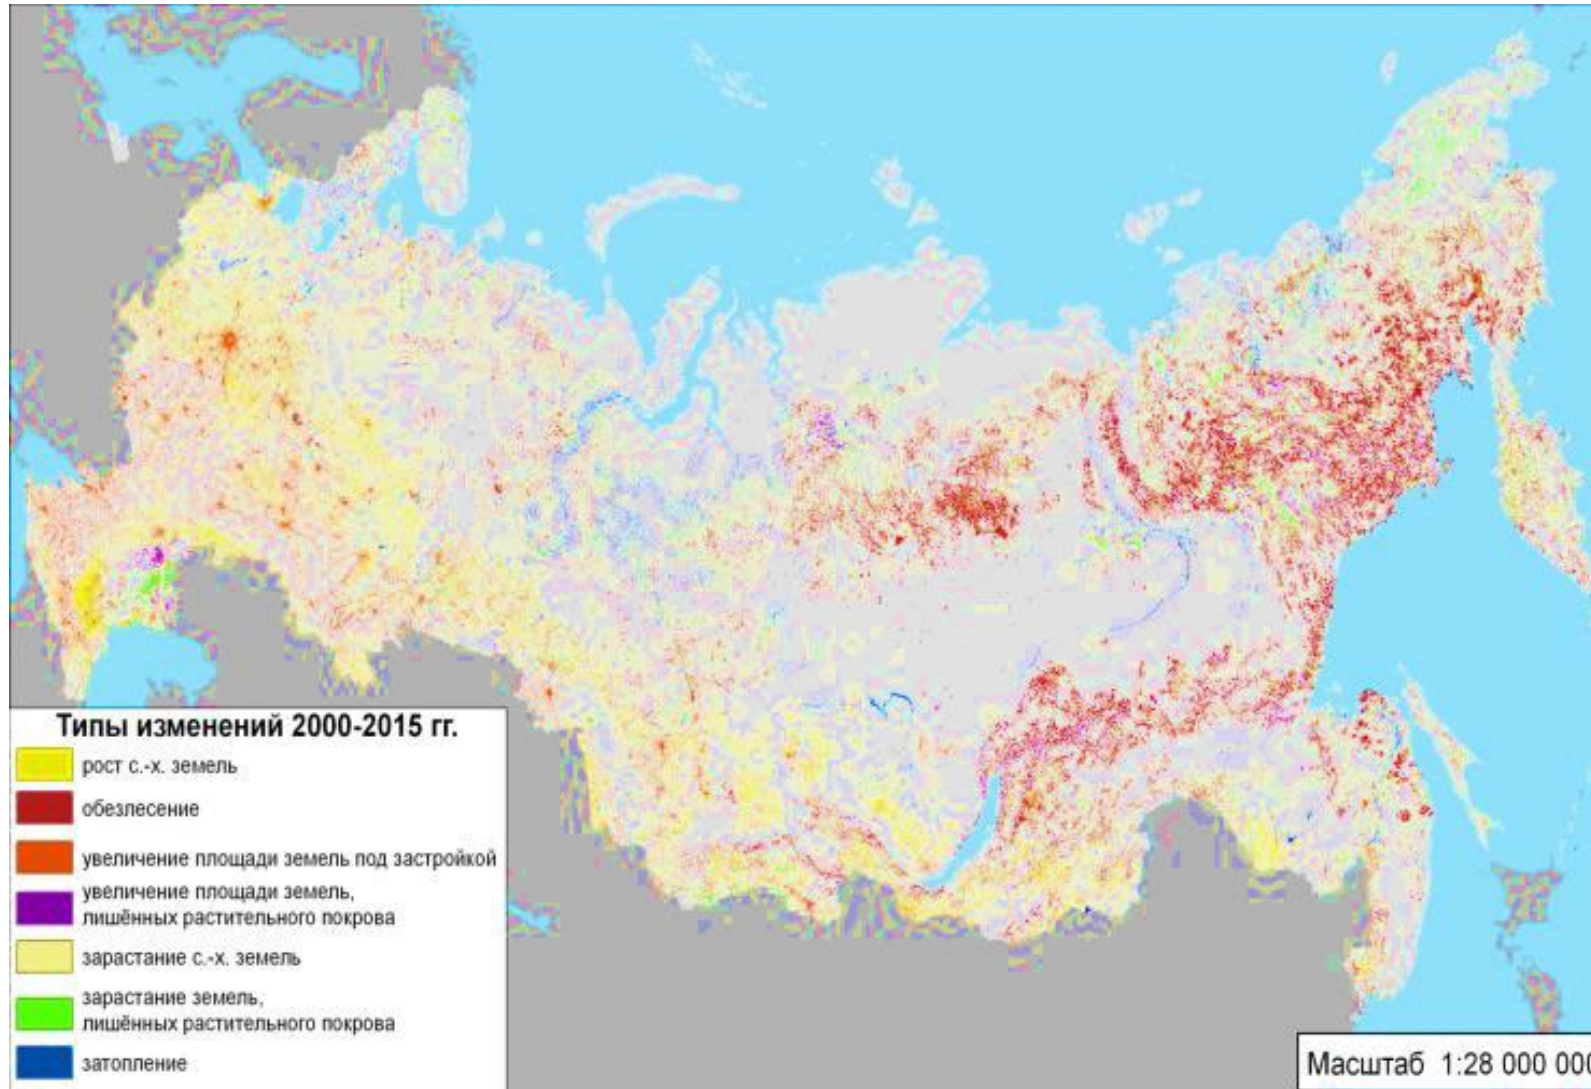 Типы изменений 2000-2015 гг.
рост с.-х. земель
обезлесение
увеличение площади земель под застройкой
увеличение площади земель,
лишённых растительного покрова
зарастание с.-х. земель
зарастание земель,
лишённых растительного покрова
затопление
Масштаб 1:28 000 000